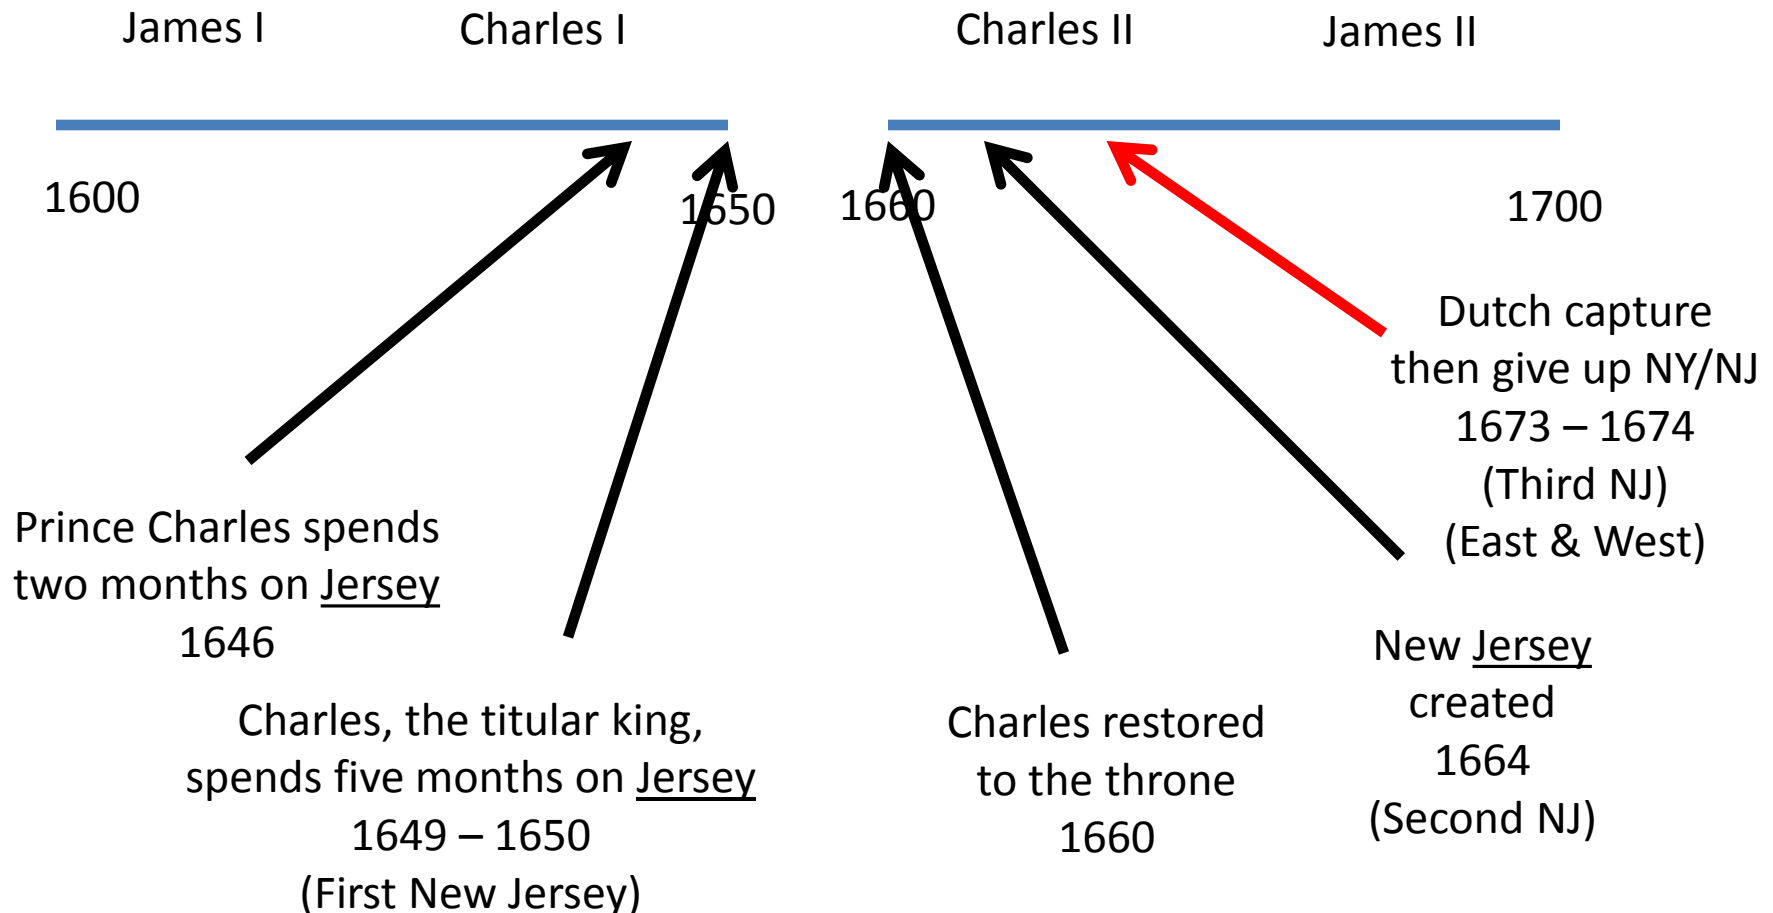 James I
Charles I
Charles II
James II
1600
1650
1660
1700
Prince Charles spends
two months on Jersey
1646
Charles, the titular king,
spends five months on Jersey
1649 – 1650
(First New Jersey)
Charles restored
to the throne
1660
Dutch capture
then give up NY/NJ
1673 – 1674
(Third NJ)
(East & West)
New Jersey
created
1664
(Second NJ)